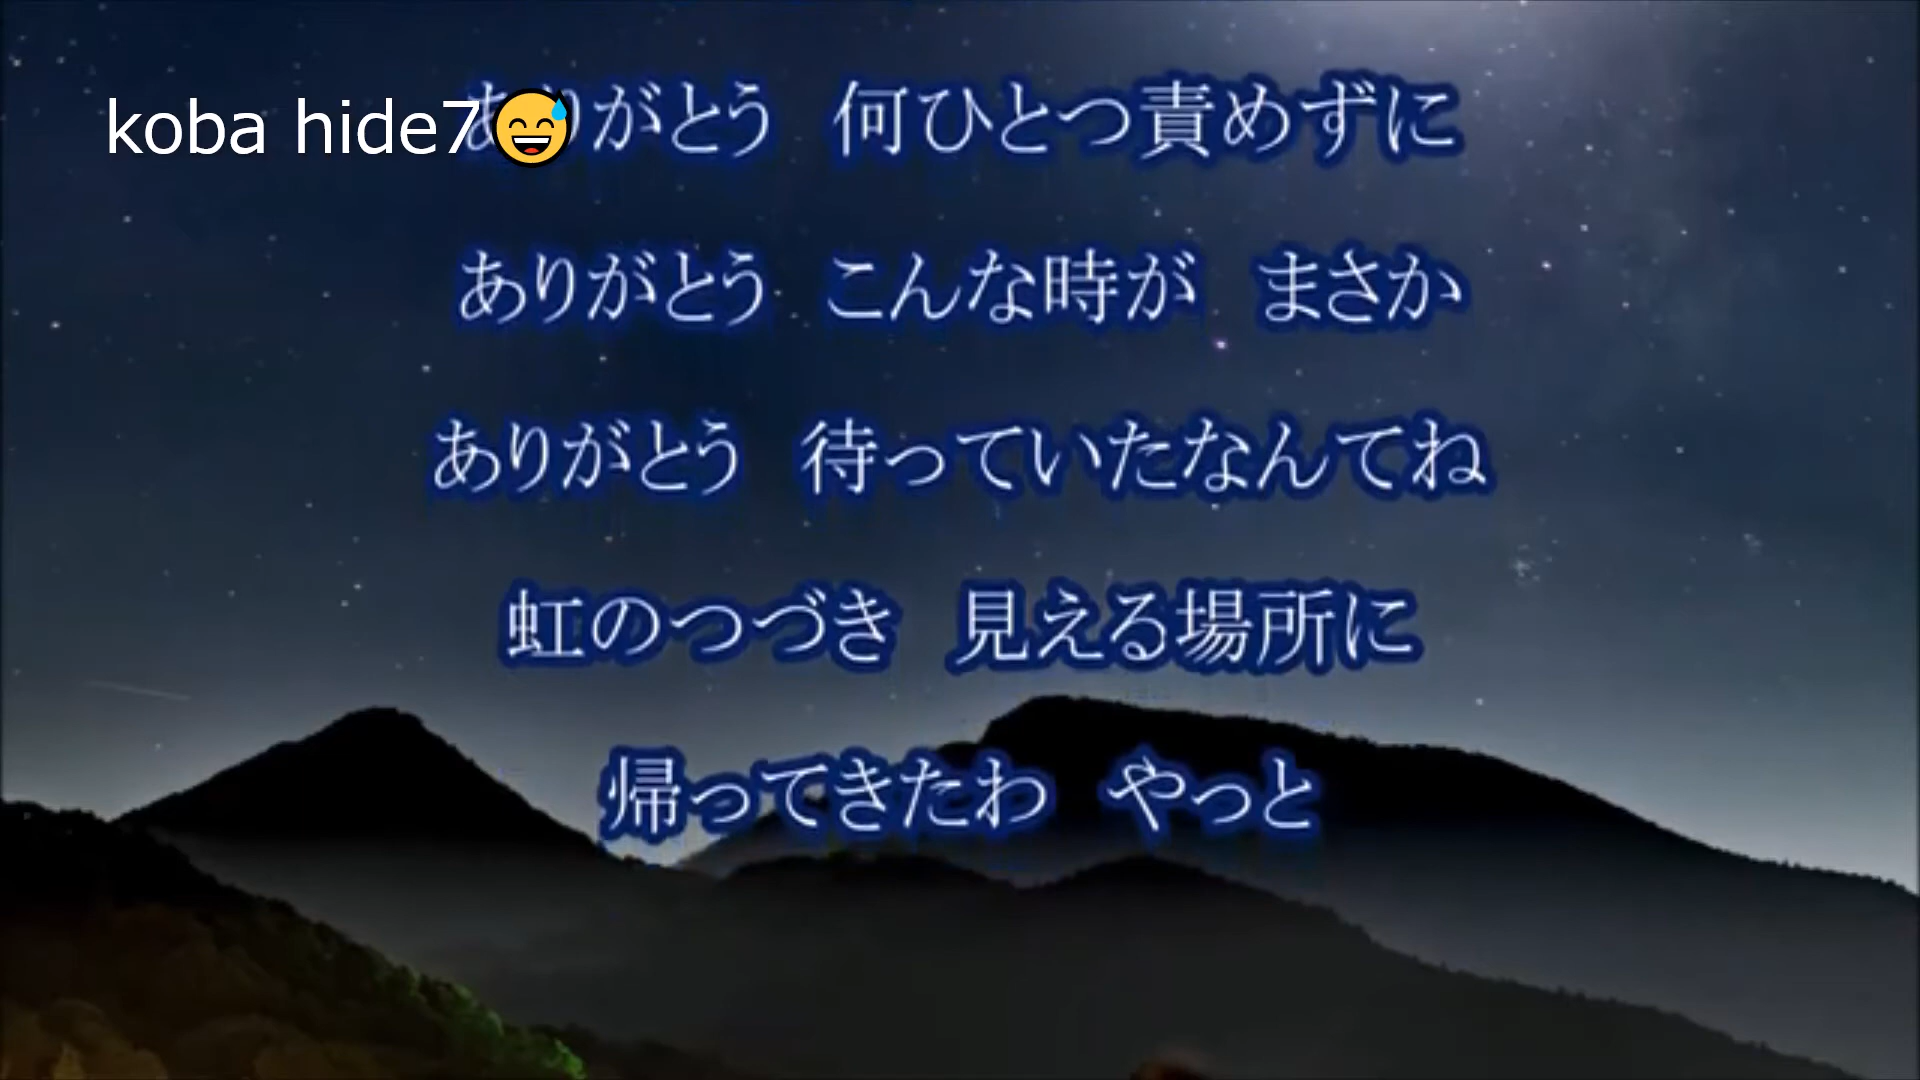 koba hide7😅
ありがとう 何ひとつ責めずに
ありがとう こんな時が まさか
ありがとう 待っていたなんてね
虹のつづき 見える場所に
帰ってきたわ やっと